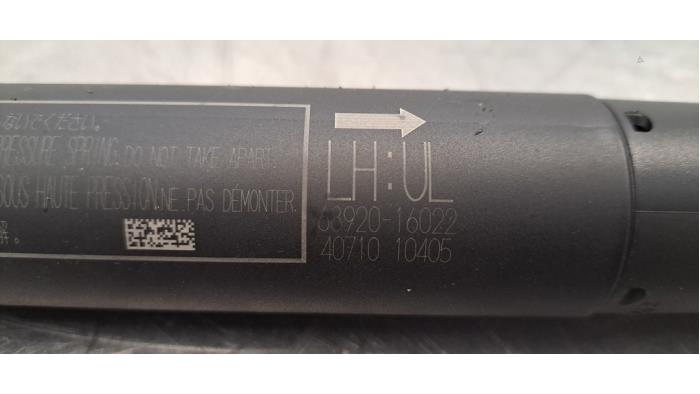 ないでください。
PRESSURE SPRING. DO NOT TAKE APART.
SOUS HAUTE PRESSION. NE PAS DÉMONTER.
LH:UL
63920-16022
40710 10405